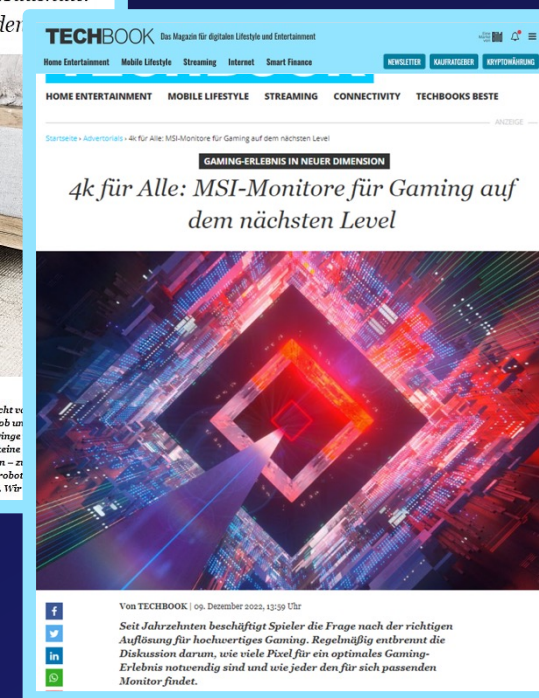 TECHBOOK Das Magazin für digitalen Lifestyle und Entertainment
Home Entertainment Mobile Lifestyle Streaming Internet Smart Finance NEWSLETTER KAUFRATGEBER KRYPTOWÄHRUNG
HOME ENTERTAINMENT MOBILE LIFESTYLE STREAMING CONNECTIVITY TECHBOOKS BESTE
ANZEIGE
Startseite » Advertorials » 4k für Alle: MSI-Monitore für Gaming auf dem nächsten Level
GAMING-ERLEBNIS IN NEUER DIMENSION
4k für Alle: MSI-Monitore für Gaming auf
dem nächsten Level
Von TECHBOOK | 09. Dezember 2022, 13:59 Uhr
Seit Jahrzehnten beschäftigt Spieler die Frage nach der richtigen
Auflösung für hochwertiges Gaming. Regelmäßig entbrennt die
Diskussion darum, wie viele Pixel für ein optimales Gaming-
Erlebnis notwendig sind und wie jeder den für sich passenden
Monitor findet.